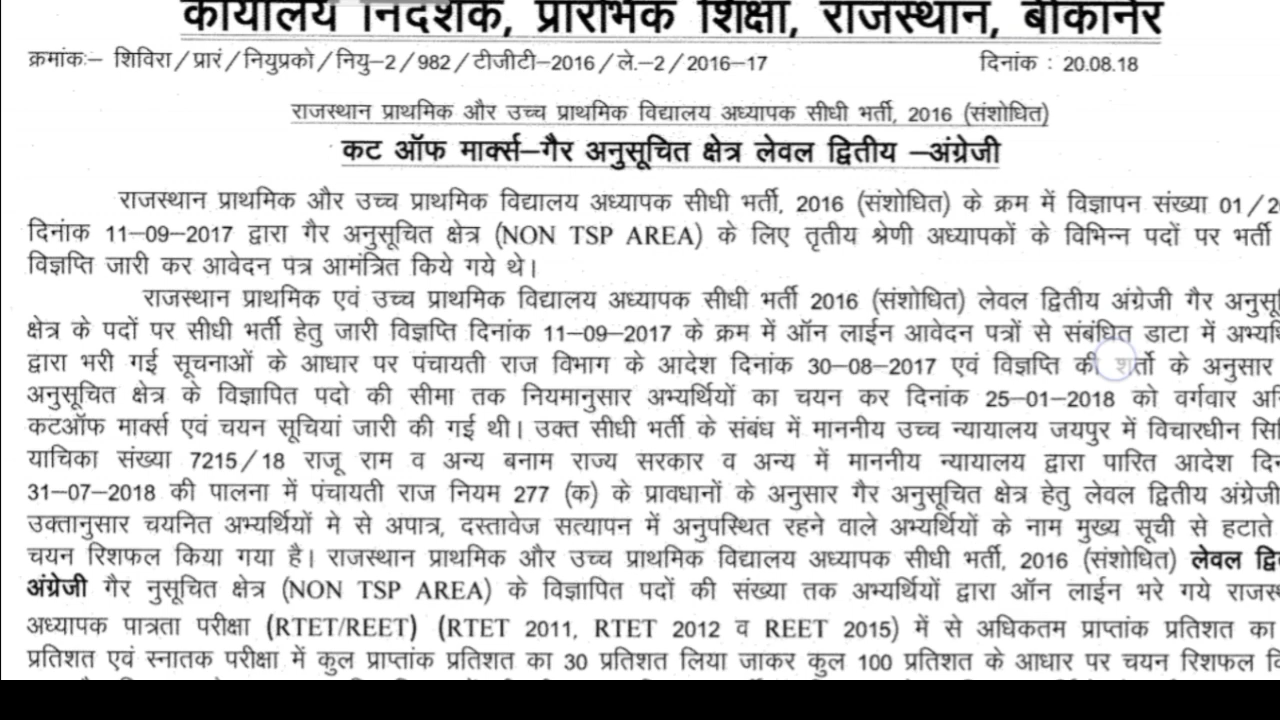 कार्यालय निदेशक, प्रारंभिक शिक्षा, राजस्थान, बीकानेर
क्रमांकः– शिविरा/प्रारं/नियुप्रको/नियु–2/982/टीजीटी–2016/ले.–2/2016–17 दिनांक : 20.08.18
राजस्थान प्राथमिक और उच्च प्राथमिक विद्यालय अध्यापक सीधी भर्ती, 2016 (संशोधित)
कट ऑफ मार्क्स–गैर अनुसूचित क्षेत्र लेवल द्वितीय –अंग्रेजी
राजस्थान प्राथमिक और उच्च प्राथमिक विद्यालय अध्यापक सीधी भर्ती, 2016 (संशोधित) के क्रम में विज्ञापन संख्या 01/2
दिनांक 11–09–2017 द्वारा गैर अनुसूचित क्षेत्र (NON TSP AREA) के लिए तृतीय श्रेणी अध्यापकों के विभिन्न पदों पर भर्ती
विज्ञप्ति जारी कर आवेदन पत्र आमंत्रित किये गये थे।
राजस्थान प्राथमिक एवं उच्च प्राथमिक विद्यालय अध्यापक सीधी भर्ती 2016 (संशोधित) लेवल द्वितीय अंग्रेजी गैर अनुसू
क्षेत्र के पदों पर सीधी भर्ती हेतु जारी विज्ञप्ति दिनांक 11–09–2017 के क्रम में ऑन लाईन आवेदन पत्रों से संबंधित डाटा में अभ्यर्थि
द्वारा भरी गई सूचनाओं के आधार पर पंचायती राज विभाग के आदेश दिनांक 30–08–2017 एवं विज्ञप्ति की शर्तो के अनुसार
अनुसूचित क्षेत्र के विज्ञापित पदो की सीमा तक नियमानुसार अभ्यर्थियों का चयन कर दिनांक 25–01–2018 को वर्गवार
कटऑफ मार्क्स एवं चयन सूचियां जारी की गई थी। उक्त सीधी भर्ती के संबंध में माननीय उच्च न्यायालय जयपुर में विचारधीन सि
याचिका संख्या 7215/18 राजू राम व अन्य बनाम राज्य सरकार व अन्य में माननीय न्यायालय द्वारा पारित आदेश दि
31–07–2018 की पालना में पंचायती राज नियम 277 (क) के प्रावधानों के अनुसार गैर अनुसूचित क्षेत्र हेतु लेवल द्वितीय अंग्रेजी
उक्तानुसार चयनित अभ्यर्थियों मे से अपात्र, दस्तावेज सत्यापन में अनुपस्थित रहने वाले अभ्यर्थियों के नाम मुख्य सूची से हटाते
चयन रिशफल किया गया है। राजस्थान प्राथमिक और उच्च प्राथमिक विद्यालय अध्यापक सीधी भर्ती, 2016 (संशोधित) लेवल द्वि
अंग्रेजी गैर नुसूचित क्षेत्र (NON TSP AREA) के विज्ञापित पदों की संख्या तक अभ्यर्थियों द्वारा ऑन लाईन भरे गये राजस्
अध्यापक पात्रता परीक्षा (RTET/REET) (RTET 2011, RTET 2012 व REET 2015) में से अधिकतम प्राप्तांक प्रतिशत का
प्रतिशत एवं स्नातक परीक्षा में कुल प्राप्तांक प्रतिशत का 30 प्रतिशत लिया जाकर कुल 100 प्रतिशत के आधार पर चयन रिशफल